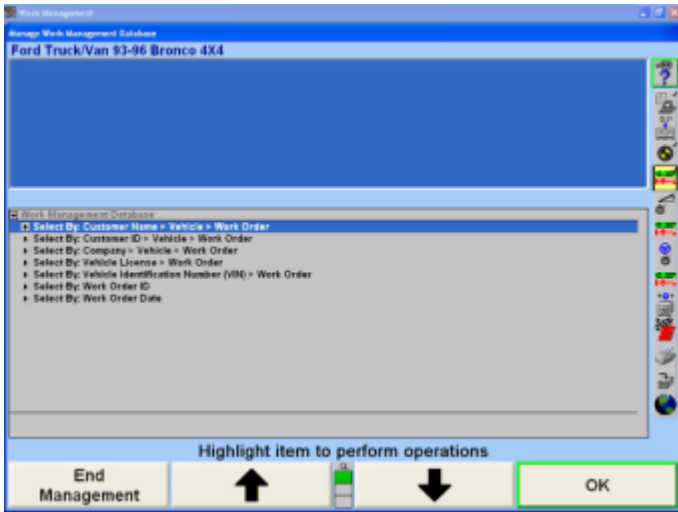 Work Management
Manage Work Management Database
Ford Truck/Van 93-96 Bronco 4X4
Work Management Database
Select By: Customer Name > Vehicle > Work Order
Select By: Customer ID > Vehicle > Work Order
Select By: Company > Vehicle > Work Order
Select By: Vehicle License > Work Order
Select By: Vehicle Identification Number (VIN) > Work Order
Select By: Work Order ID
Select By: Work Order Date
Highlight item to perform operations
End
Management
OK